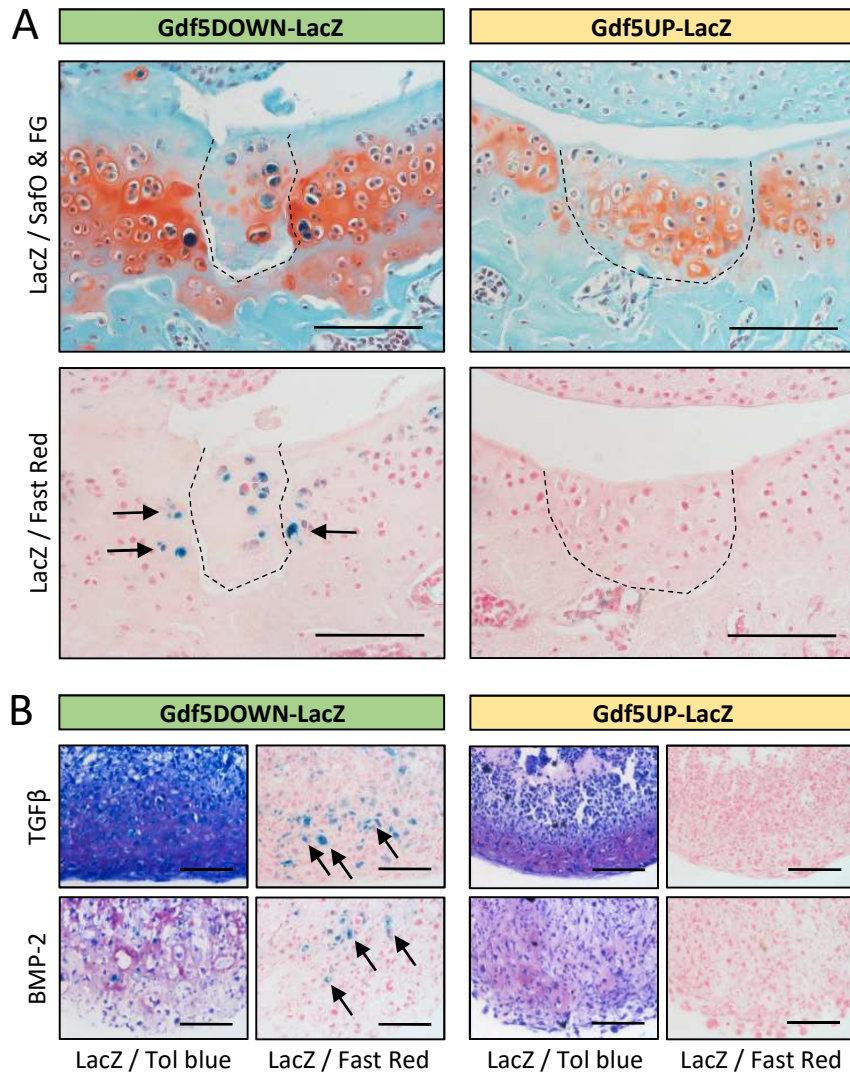 A
Gdf5DOWN-LacZ
Gdf5UP-LacZ
LacZ / SafO & FG
LacZ / Fast Red
B
Gdf5DOWN-LacZ
Gdf5UP-LacZ
TGFβ
BMP-2
LacZ / Tol blue
LacZ / Fast Red
LacZ / Tol blue
LacZ / Fast Red